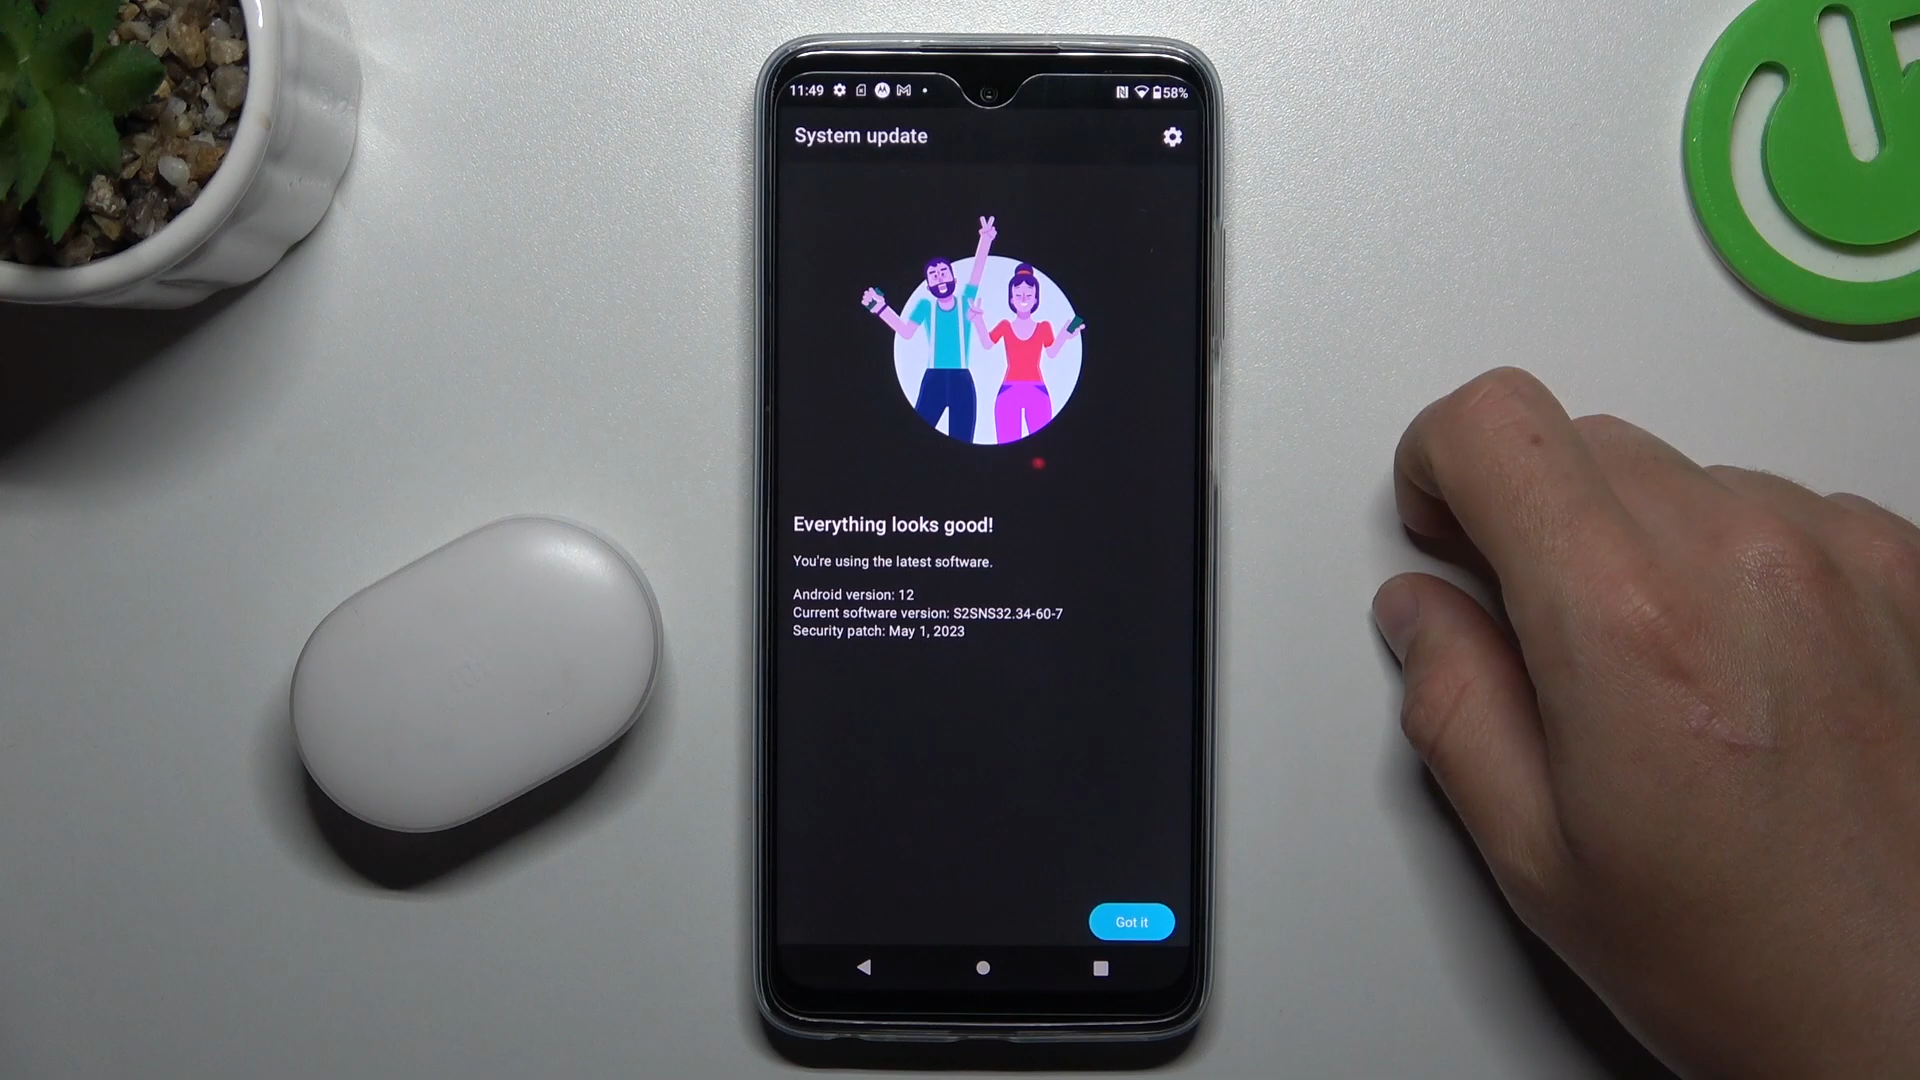 11:49 58%
System update
Everything looks good!
You're using the latest software.
Android version: 12
Current software version: S2SNS32.34-60-7
Security patch: May 1, 2023
Got it